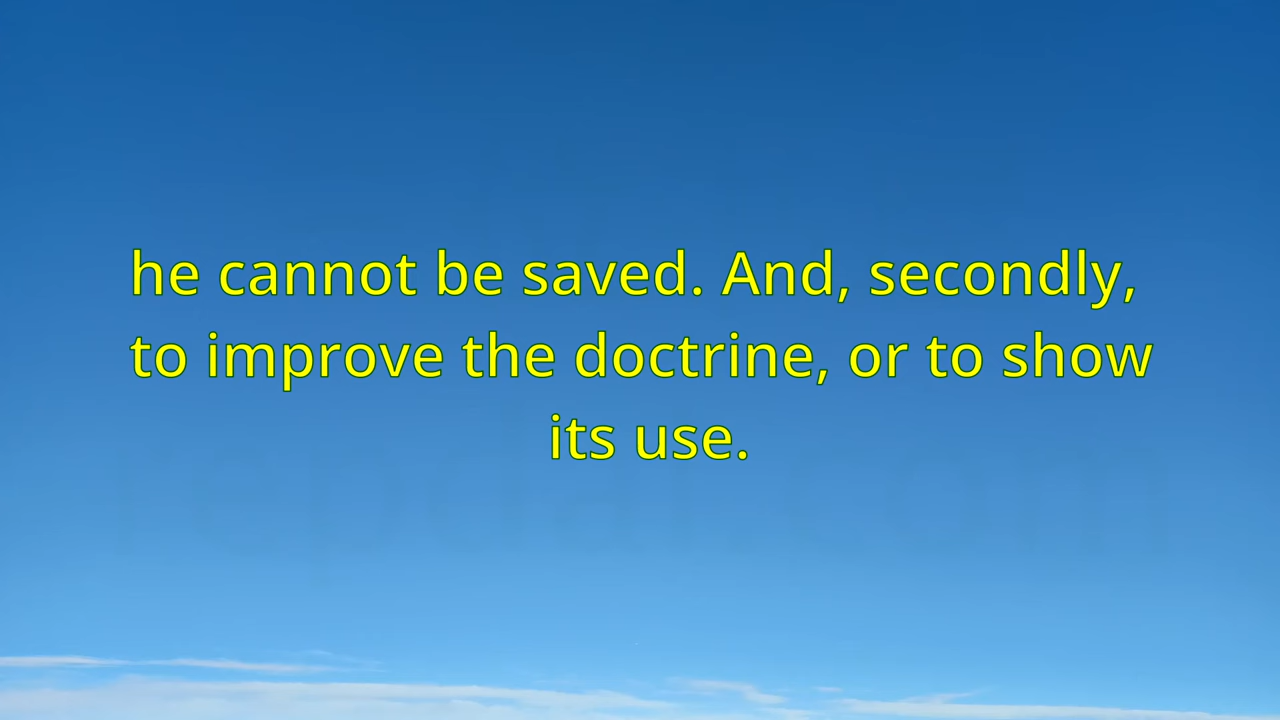 he cannot be saved. And, secondly,
to improve the doctrine, or to show
its use.